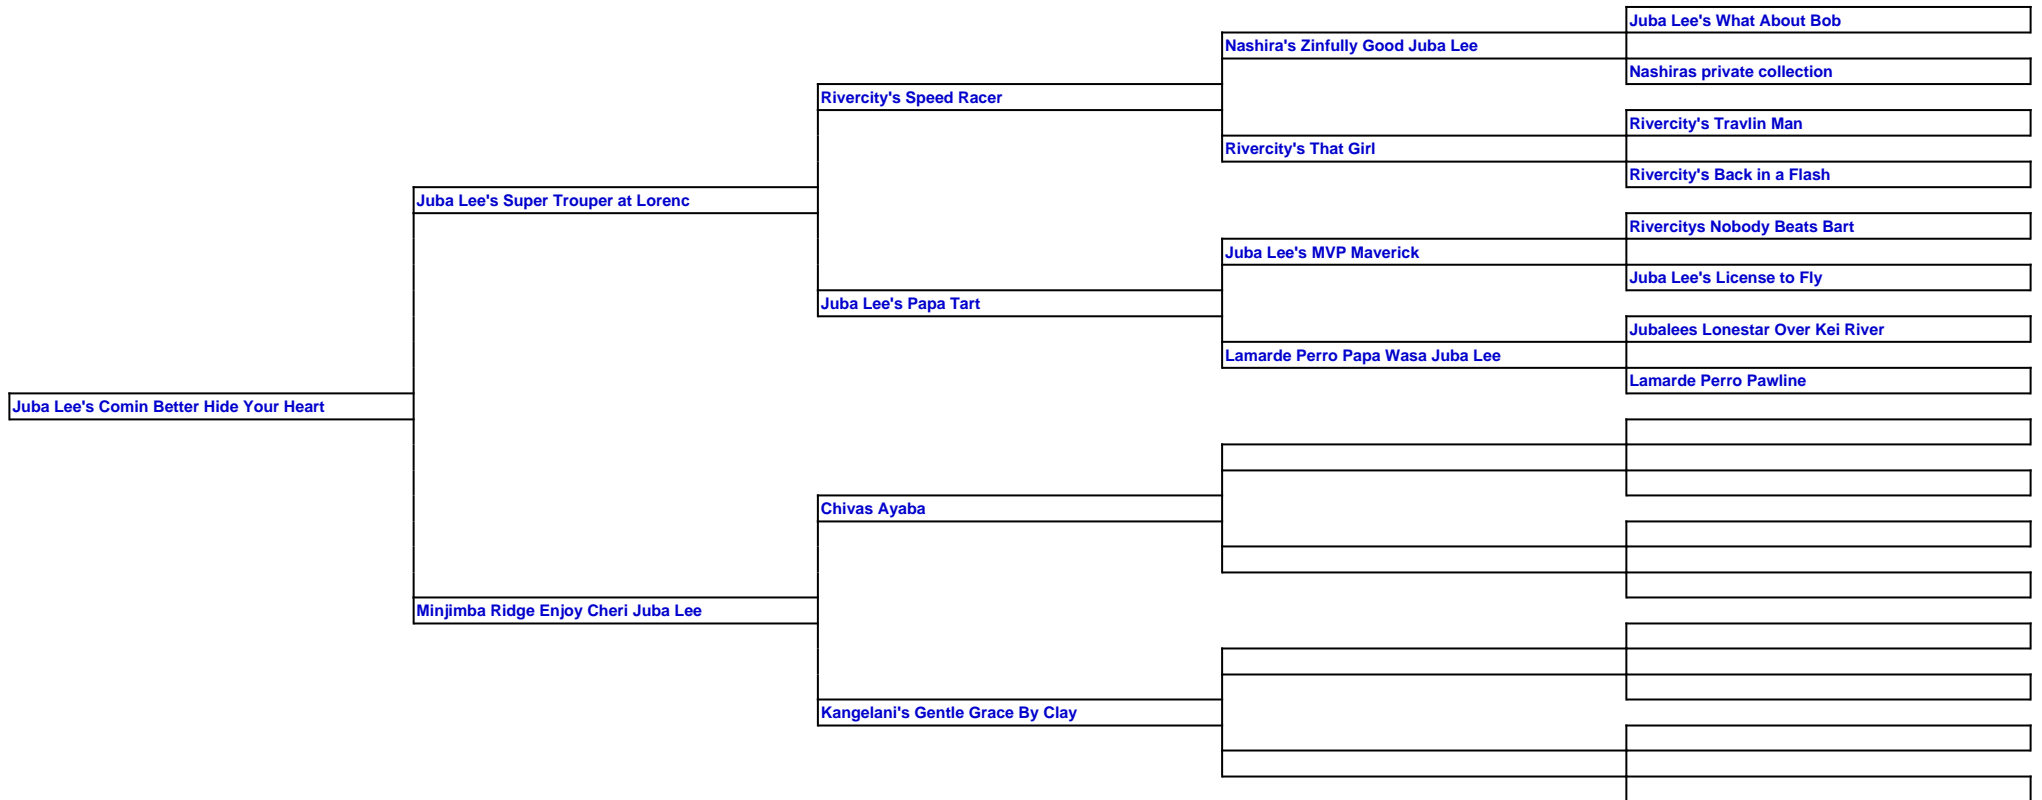 Juba Lee's What About Bob
Nashira's Zinfully Good Juba Lee
Nashiras private collection
Rivercity's Speed Racer
Rivercity's Travlin Man
Rivercity's That Girl
Rivercity's Back in a Flash
Juba Lee's Super Trouper at Lorenc
Rivercitys Nobody Beats Bart
Juba Lee's MVP Maverick
Juba Lee's License to Fly
Juba Lee's Papa Tart
Jubalees Lonestar Over Kei River
Lamarde Perro Papa Wasa Juba Lee
Lamarde Perro Pawline
Juba Lee's Comin Better Hide Your Heart
Chivas Ayaba
Minjimba Ridge Enjoy Cheri Juba Lee
Kangelani's Gentle Grace By Clay